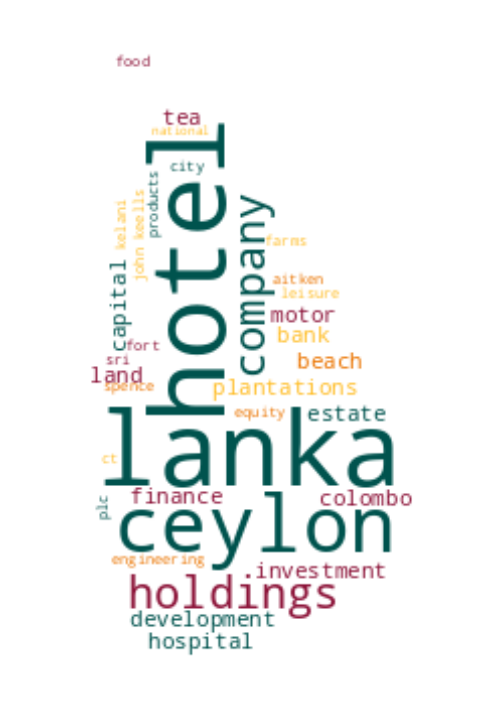 food
tea
national
city
hotel
products
company
kelani
john keells
farms
capital
aitken
leisure
motor
bank
fort
sri
beach
land
spence
plantations
equity
estate
lanka
ct
finance
colombo
plc
ceylon
engineering
investment
holdings
development
hospital